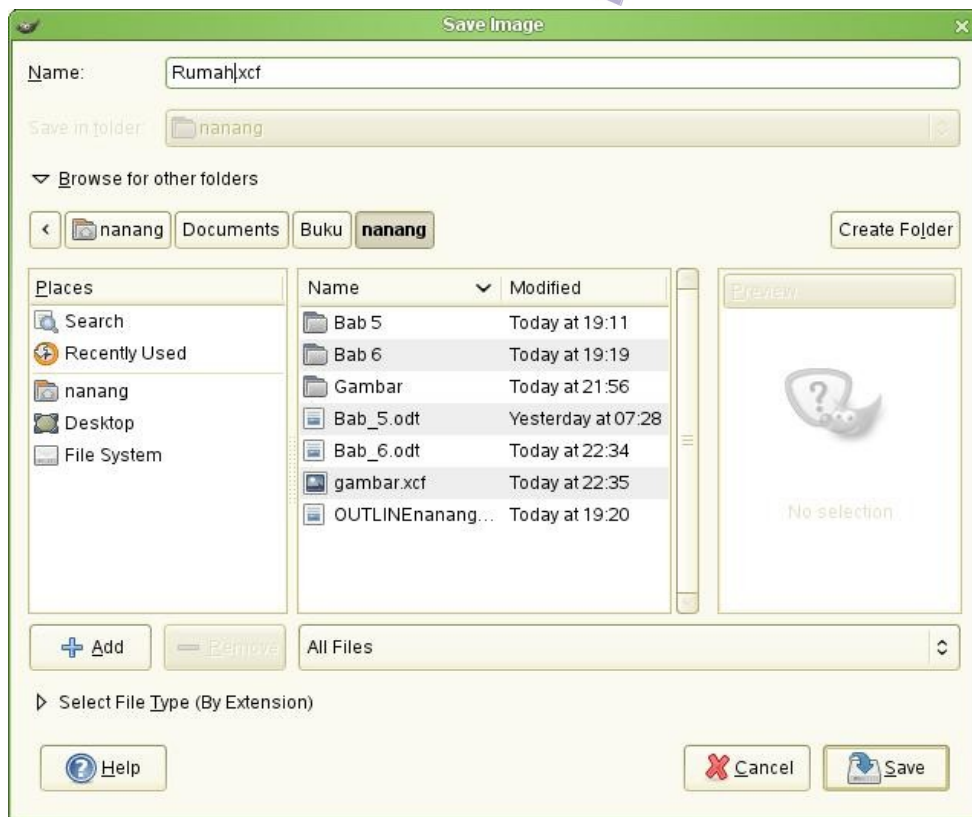 Save Image
Name: Rumah.xcf
Save in folder: nanang
Browse for other folders
< nanang Documents Buku nanang Create Folder
Places Name Modified Preview
Search Bab 5 Today at 19:11
Recently Used Bab 6 Today at 19:19
nanang Gambar Today at 21:56
Desktop Bab_5.odt Yesterday at 07:28
File System Bab_6.odt Today at 22:34
gambar.xcf Today at 22:35
OUTLINEnanang... Today at 19:20
No selection
Add Remove All Files
Select File Type (By Extension)
Help Cancel Save